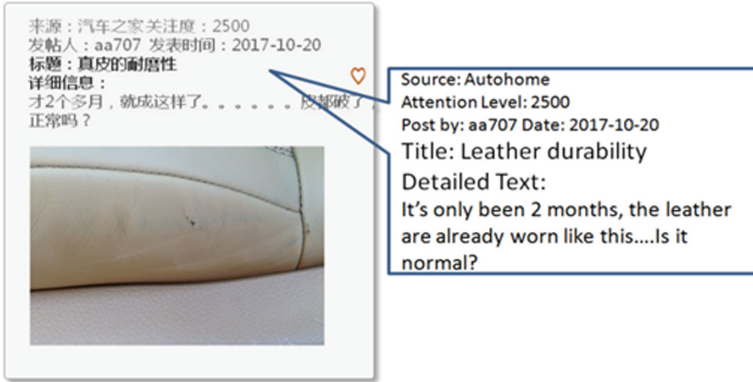 来源：汽车之家关注度：2500
发帖人：aa707 发表时间：2017-10-20
标题：真皮的耐磨性
详细信息：
才2个多月，就成这样了。。。。。。皮都破了，
正常吗？
Source: Autohome
Attention Level: 2500
Post by: aa707 Date: 2017-10-20
Title: Leather durability
Detailed Text:
It’s only been 2 months, the leather
are already worn like this....Is it
normal?